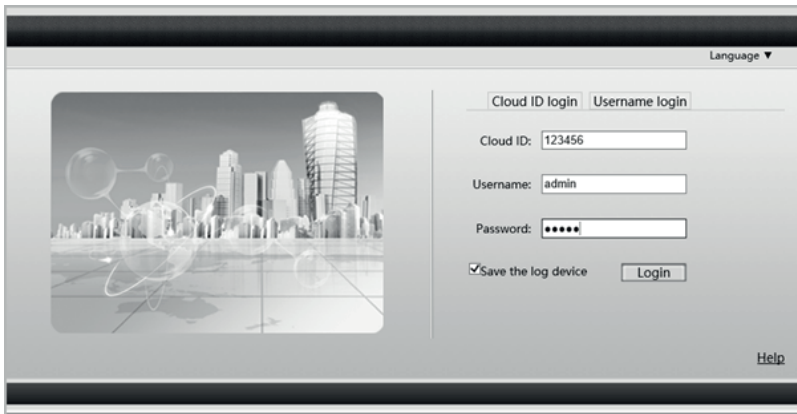 Language ▼
Cloud ID login Username login
Cloud ID: 123456
Username: admin
Password: •••••
Save the log device Login
Help